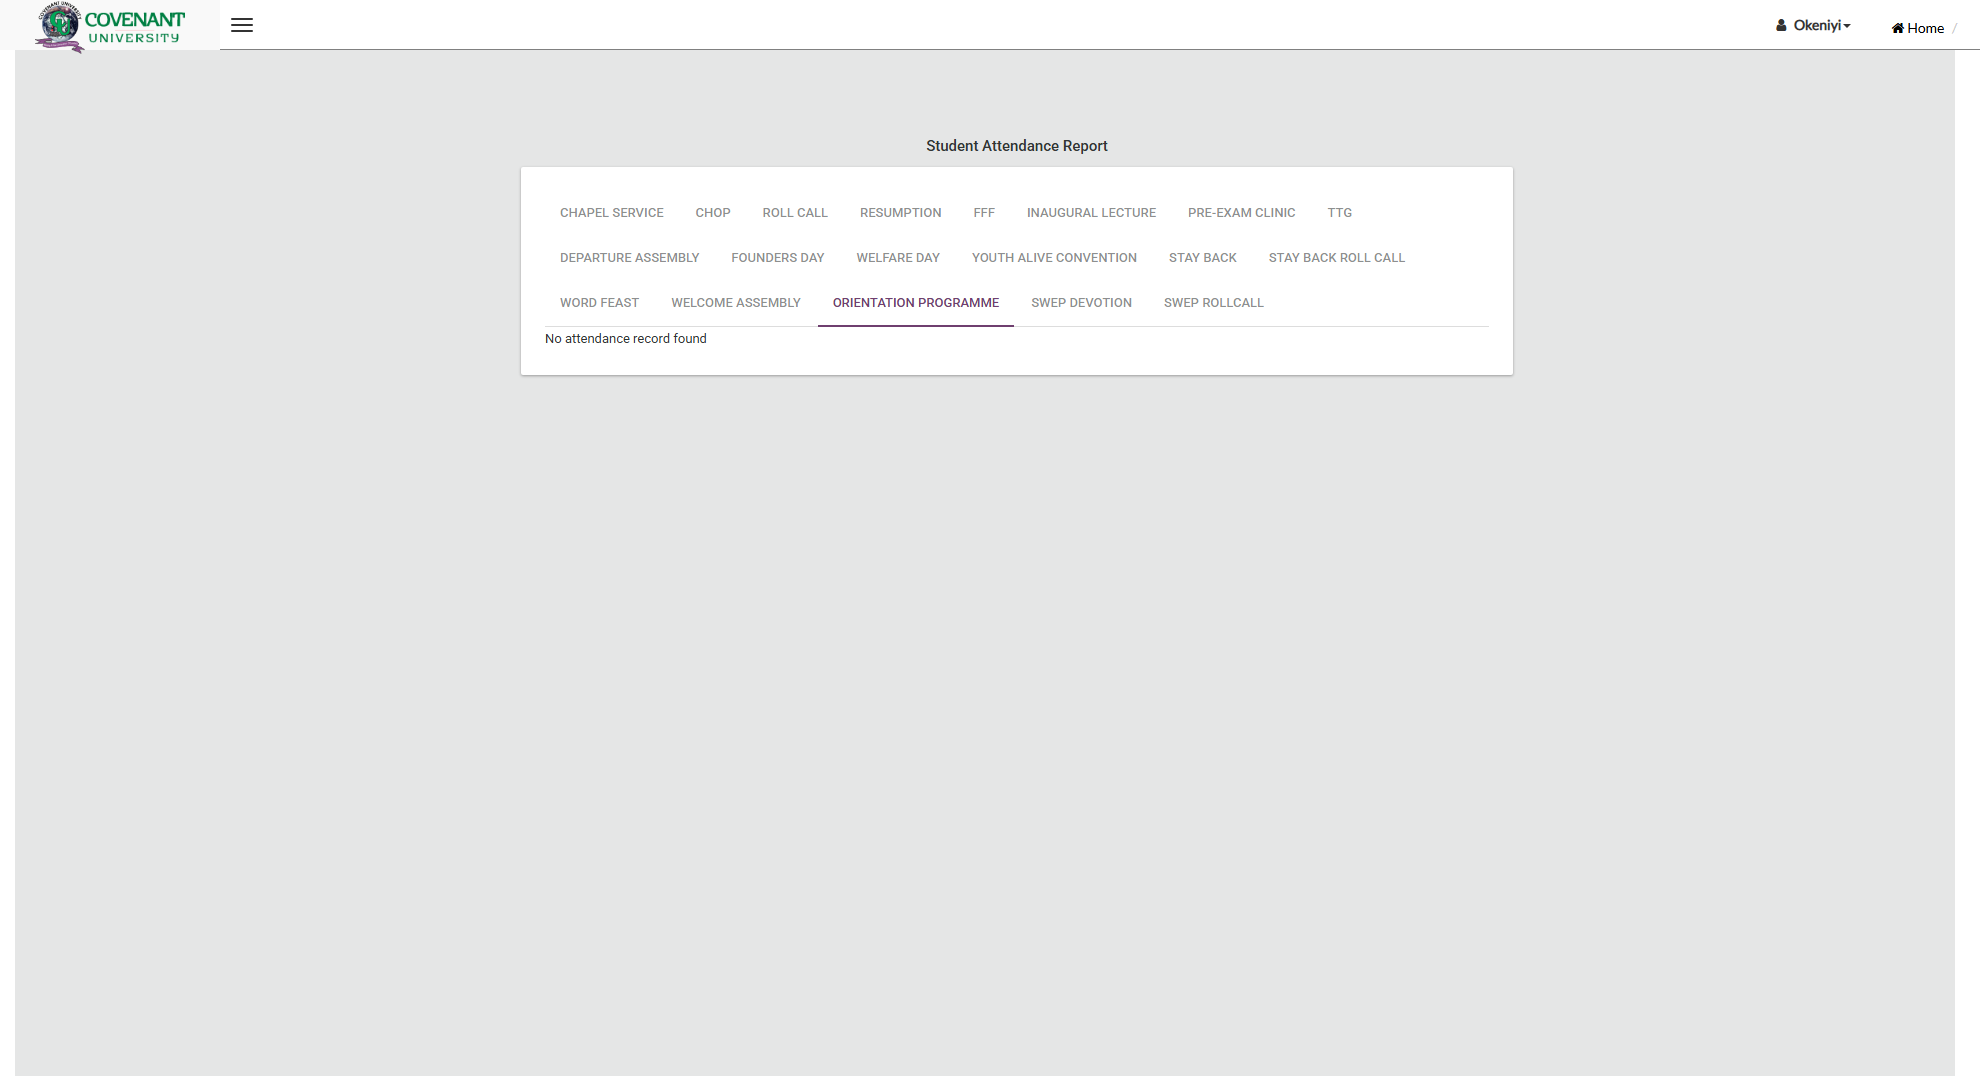 COVENANT UNIVERSITY
COVENANT
UNIVERSITY
Okeniyi
Home /
Student Attendance Report
CHAPEL SERVICE CHOP ROLL CALL RESUMPTION FFF INAUGURAL LECTURE PRE-EXAM CLINIC TTG
DEPARTURE ASSEMBLY FOUNDERS DAY WELFARE DAY YOUTH ALIVE CONVENTION STAY BACK STAY BACK ROLL CALL
WORD FEAST WELCOME ASSEMBLY ORIENTATION PROGRAMME SWEP DEVOTION SWEP ROLLCALL
No attendance record found